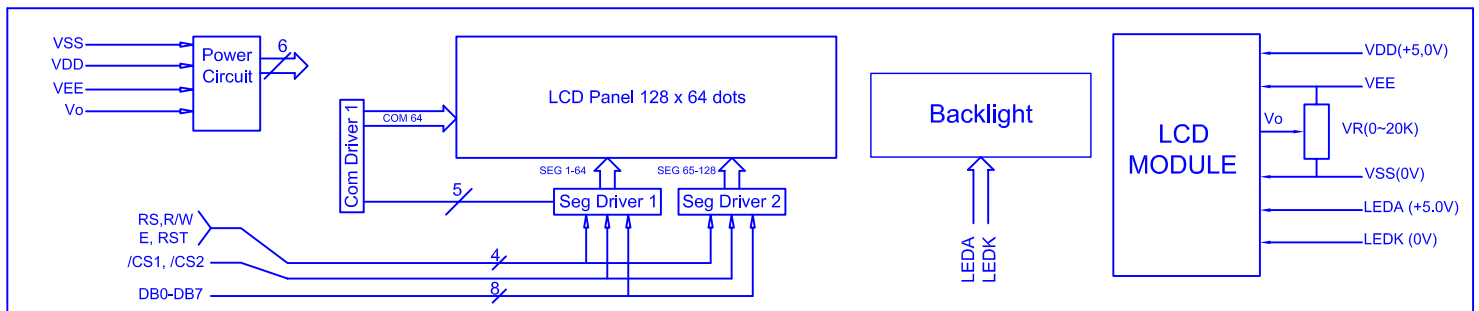 VSS
VDD
VEE
Vo
Power
Circuit
6
LCD Panel 128 x 64 dots
Com Driver 1
COM 64
SEG 1-64
SEG 65-128
5
Seg Driver 1
Seg Driver 2
RS,R/W
E, RST
/CS1, /CS2
DB0-DB7
4
8
Backlight
LEDA
LEDK
LCD
MODULE
VDD(+5,0V)
VEE
Vo
VR(0~20K)
VSS(0V)
LEDA (+5.0V)
LEDK (0V)